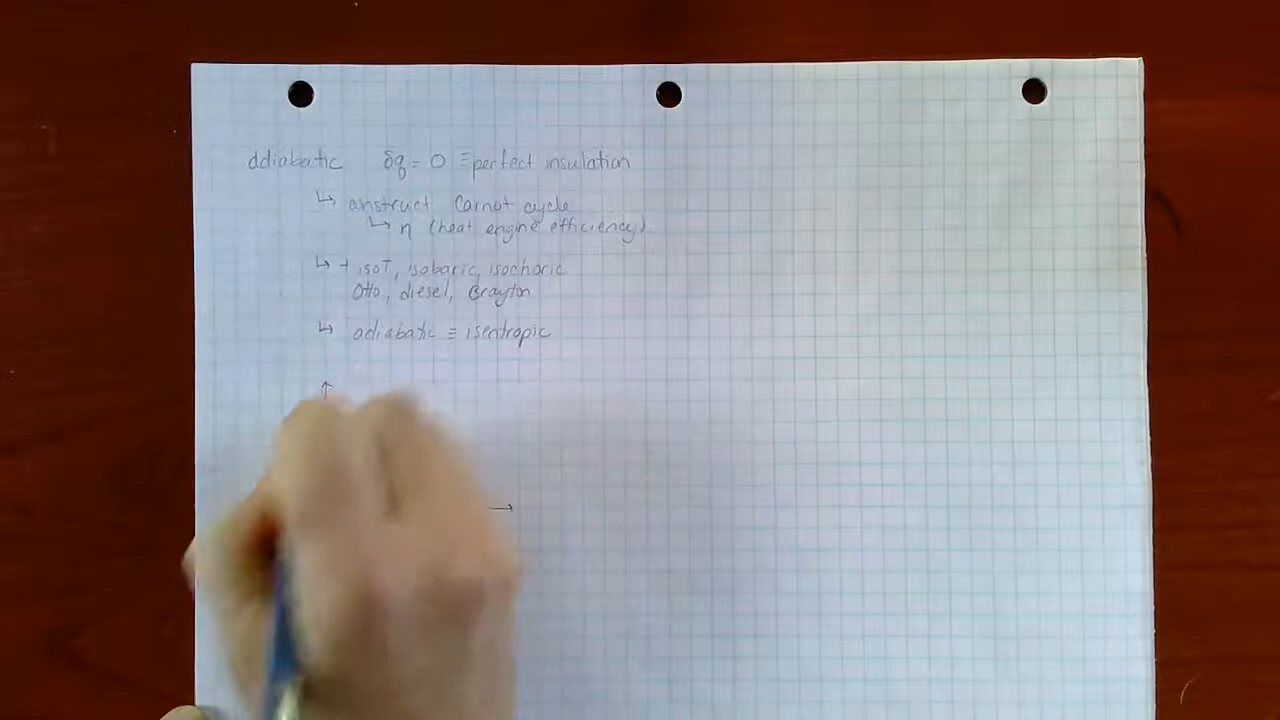 adiabatic δq = 0 ≡ perfect insulation
↳ construct Carnot cycle
↳ η (heat engine efficiency)
↳ + isoT, isobaric, isochoric
Otto, diesel, Brayton
↳ adiabatic ≡ isentropic